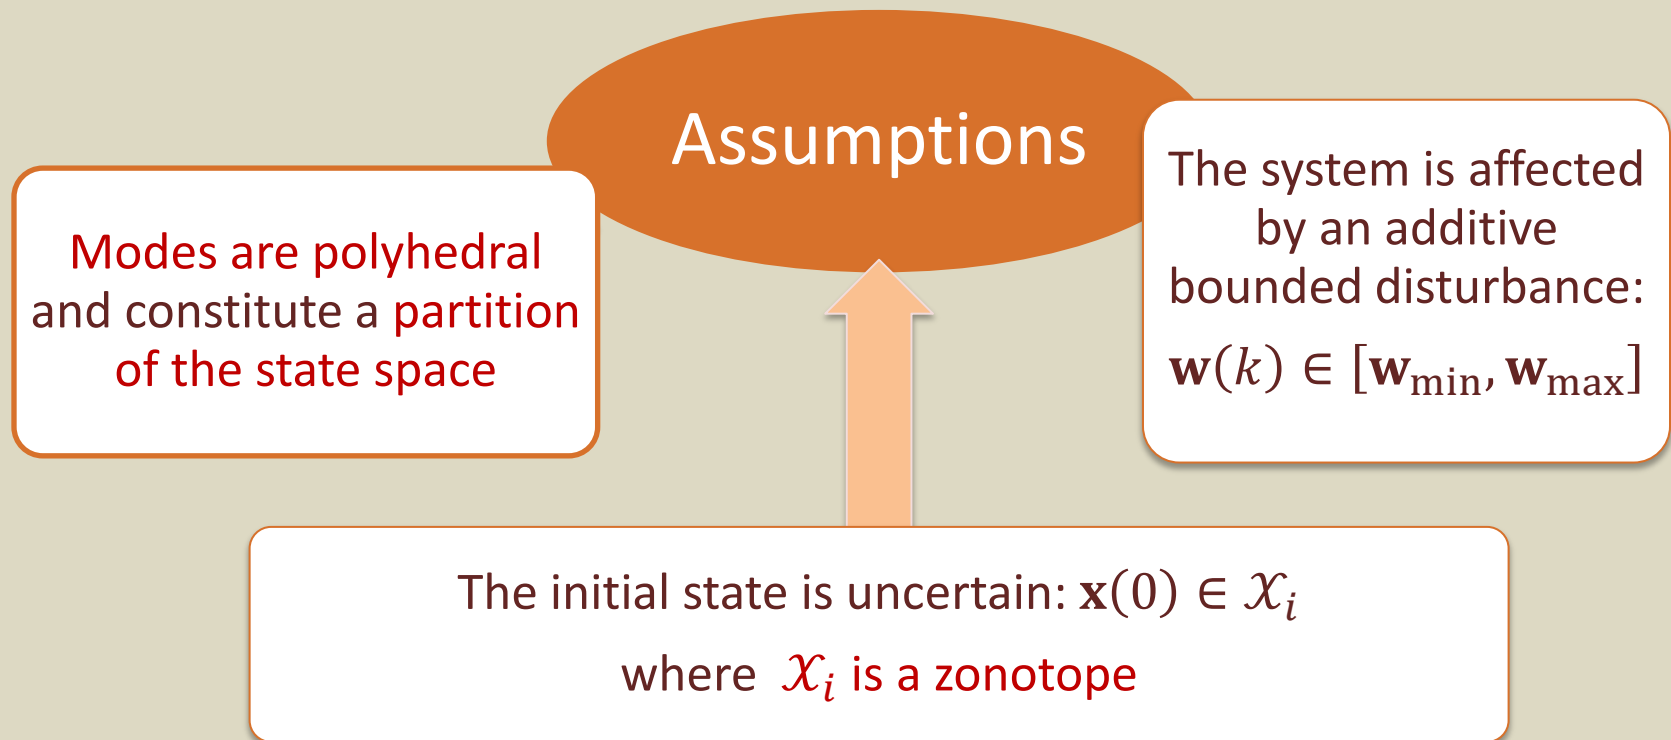 Assumptions
Modes are polyhedral
and constitute a partition
of the state space
The system is affected
by an additive
bounded disturbance:
𝐰(𝑘) ∈ [𝐰min, 𝐰max]
The initial state is uncertain: 𝐱(0) ∈ 𝒳𝑖
where 𝒳𝑖 is a zonotope